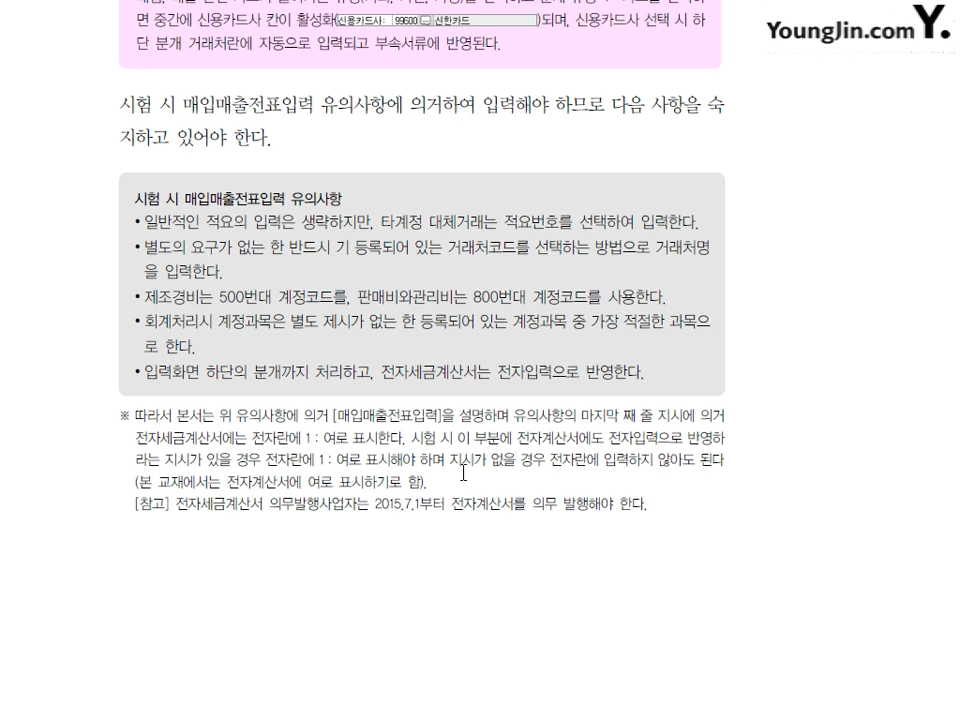 YoungJin.com Y.
면 중간에 신용카드사 칸이 활성화(신용카드사: 99600 신한카드)되며, 신용카드사 선택 시 하
단 분개 거래처란에 자동으로 입력되고 부속서류에 반영된다.
시험 시 매입매출전표입력 유의사항에 의거하여 입력해야 하므로 다음 사항을 숙
지하고 있어야 한다.
시험 시 매입매출전표입력 유의사항
• 일반적인 적요의 입력은 생략하지만, 타계정 대체거래는 적요번호를 선택하여 입력한다.
• 별도의 요구가 없는 한 반드시 기 등록되어 있는 거래처코드를 선택하는 방법으로 거래처명
을 입력한다.
• 제조경비는 500번대 계정코드를, 판매비와관리비는 800번대 계정코드를 사용한다.
• 회계처리시 계정과목은 별도 제시가 없는 한 등록되어 있는 계정과목 중 가장 적절한 과목으
로 한다.
• 입력화면 하단의 분개까지 처리하고, 전자세금계산서는 전자입력으로 반영한다.
※ 따라서 본서는 위 유의사항에 의거 [매입매출전표입력]을 설명하며 유의사항의 마지막 째 줄 지시에 의거
전자세금계산서에는 전자란에 1 : 여로 표시한다. 시험 시 이 부분에 전자계산서에도 전자입력으로 반영하
라는 지시가 있을 경우 전자란에 1 : 여로 표시해야 하며 지시가 없을 경우 전자란에 입력하지 않아도 된다
(본 교재에서는 전자계산서에 여로 표시하기로 함).
[참고] 전자세금계산서 의무발행사업자는 2015.7.1부터 전자계산서를 의무 발행해야 한다.